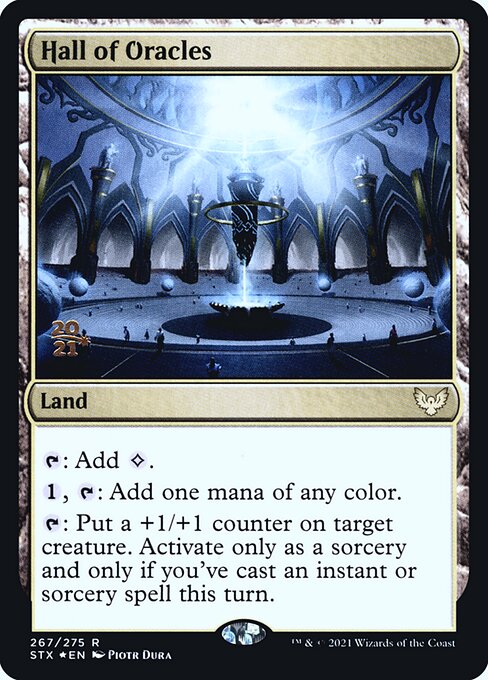 Hall of Oracles
20
21
Land
: Add .
1, : Add one mana of any color.
: Put a +1/+1 counter on target
creature. Activate only as a sorcery
and only if you've cast an instant or
sorcery spell this turn.
267/275 R
STX ★ EN Piotr Dura
™ & © 2021 Wizards of the Coast